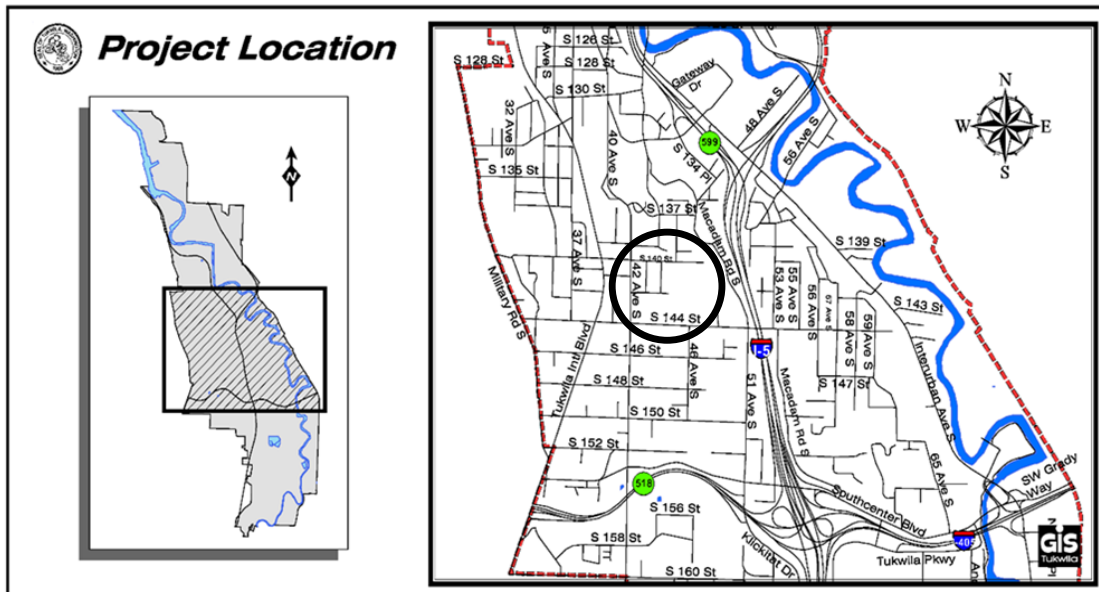 Project Location
N
N
W E
S
S 126 St
S 128 St
S 128 St
S 130 St
Gateway
Dr
32 Ave S
40 Ave S
48 Ave S
56 Ave S
599
S 134 Pl
S 135 St
S 137 St
Macadam Rd S
S 139 St
37 Ave S
S 140 St
42 Ave S
Military Rd S
55 Ave S
53 Ave S
56 Ave S
57 Ave S
58 Ave S
59 Ave S
S 143 St
S 144 St
Interurban Ave S
I-5
S 146 St
46 Ave S
Tukwila Intl Blvd
S 147 St
S 148 St
51 Ave S
Macadam Rd S
S 150 St
S 152 St
65 Ave S
SW Grady
Way
518
Southcenter Blvd
S 156 St
I-405
S 158 St
Klickitat Dr
Tukwila Pkwy
S 160 St
GIS
Tukwila